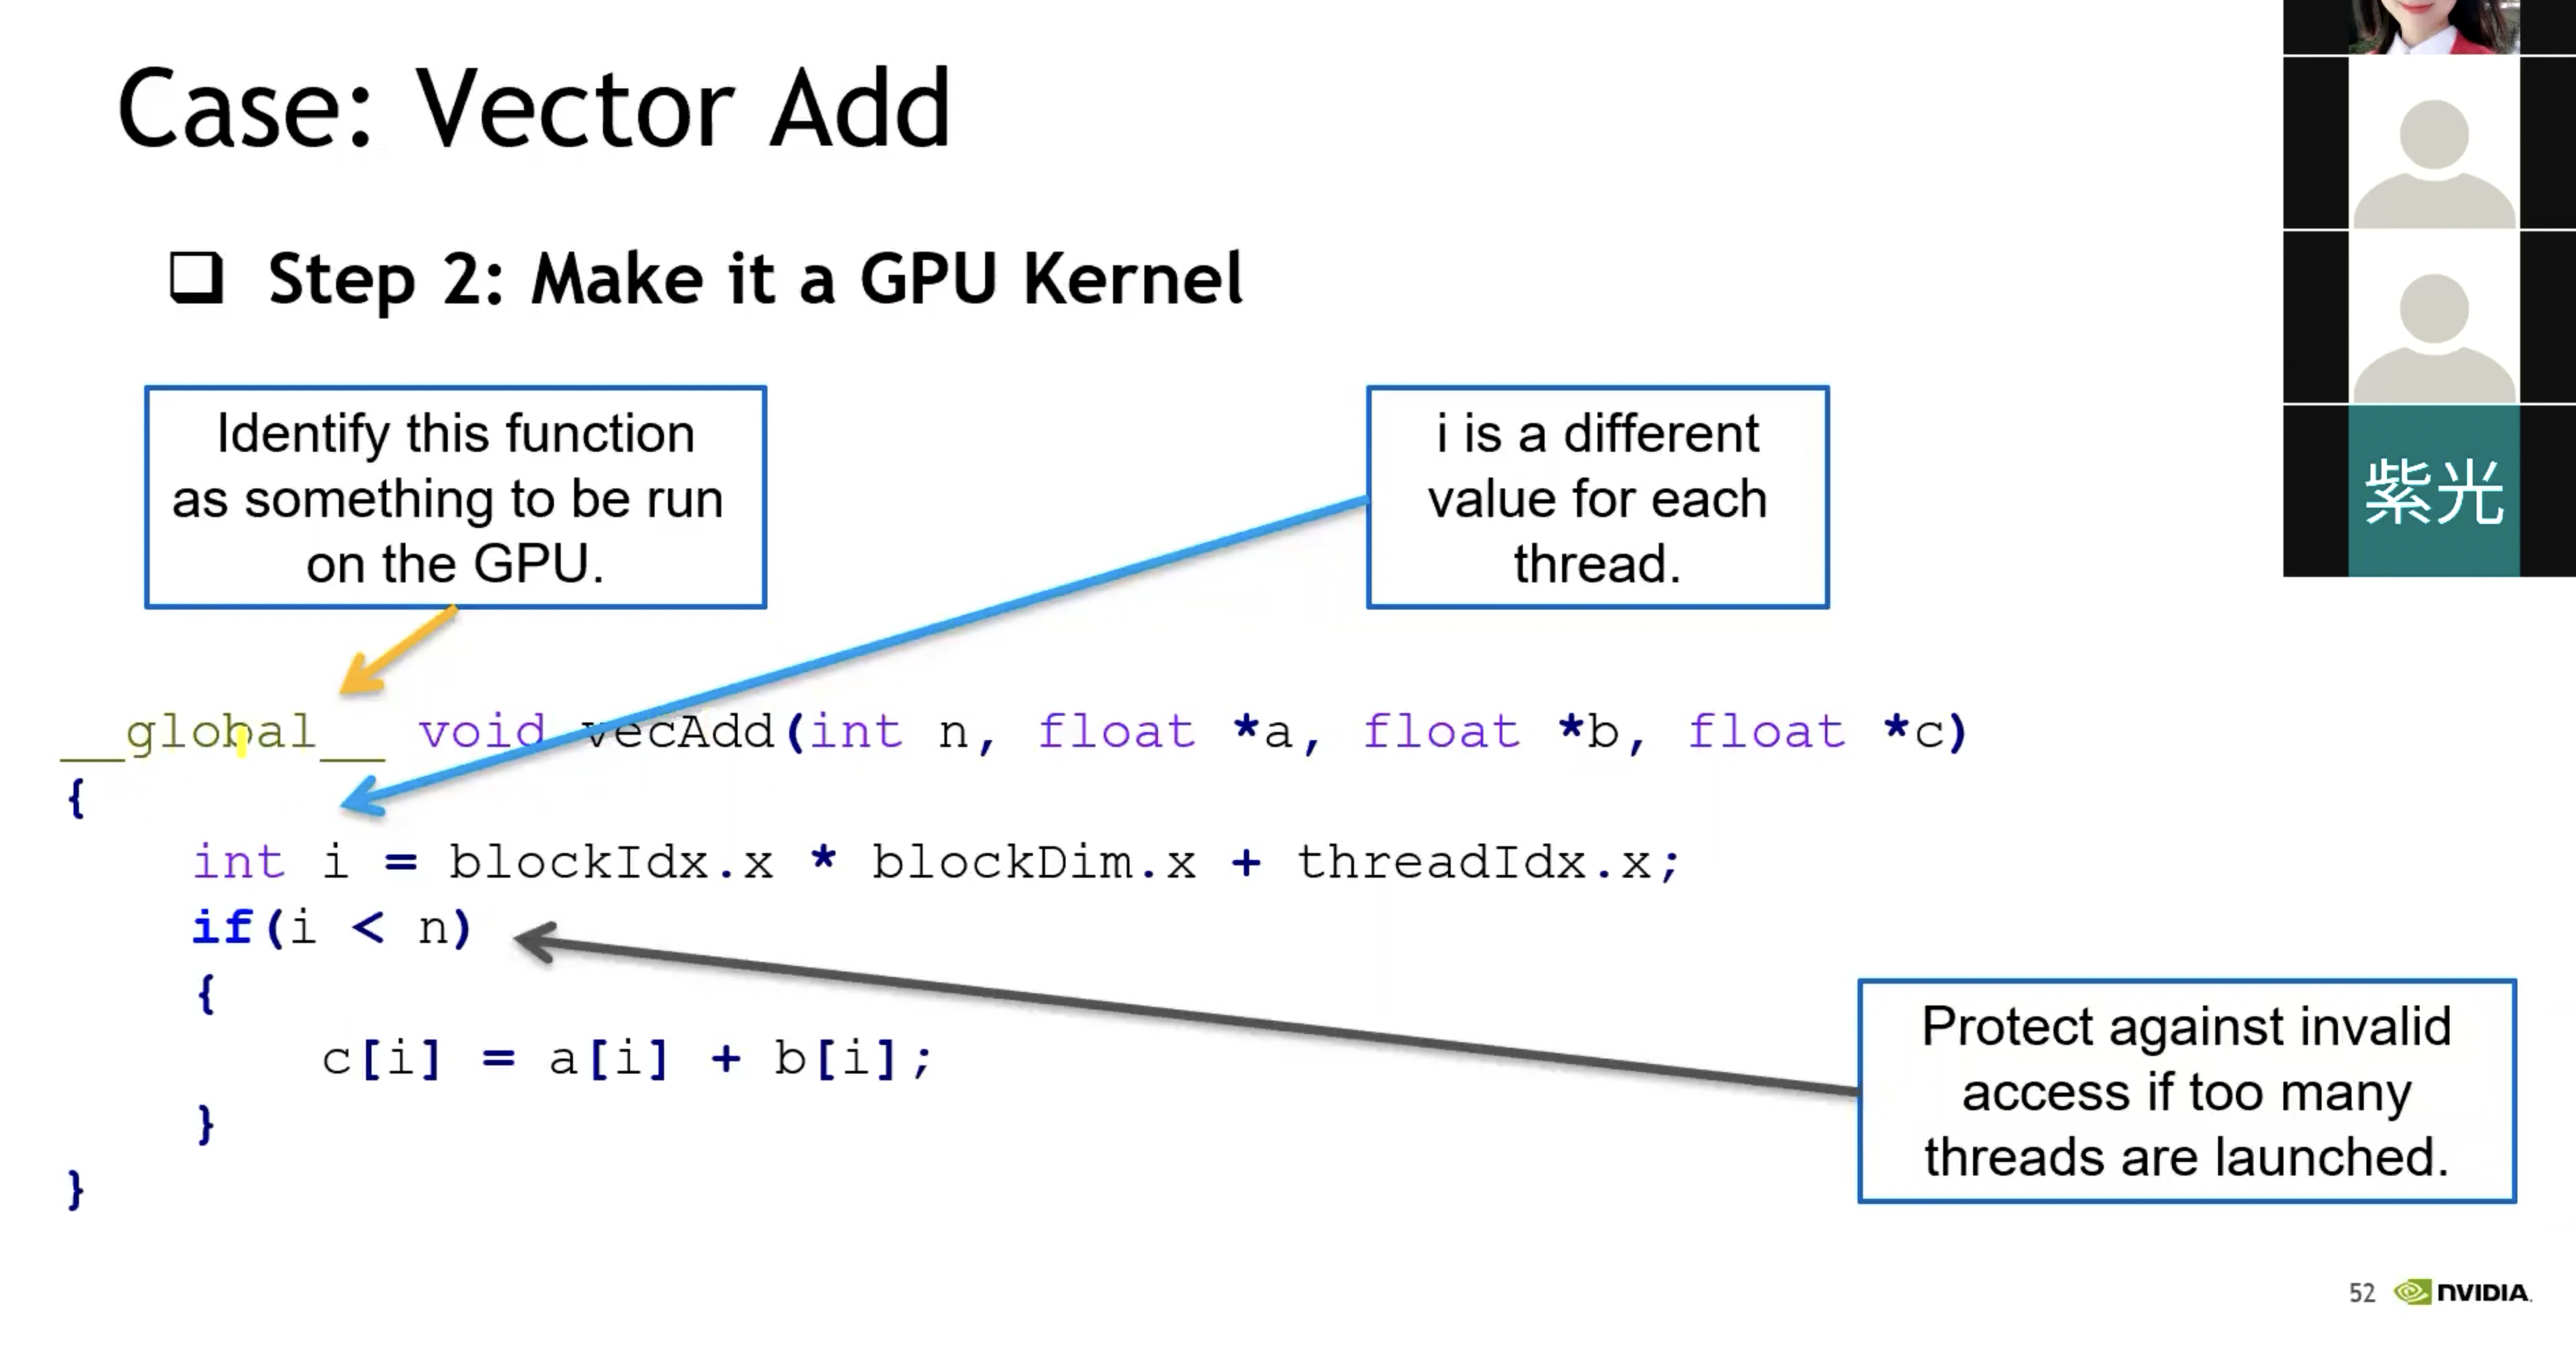 Case: Vector Add
❑ Step 2: Make it a GPU Kernel
Identify this function
as something to be run
on the GPU.
i is a different
value for each
thread.
紫光
__global__ void vecAdd(int n, float *a, float *b, float *c)
{
    int i = blockIdx.x * blockDim.x + threadIdx.x;
    if(i < n)
    {
        c[i] = a[i] + b[i];
    }
}
Protect against invalid
access if too many
threads are launched.
52 NVIDIA.